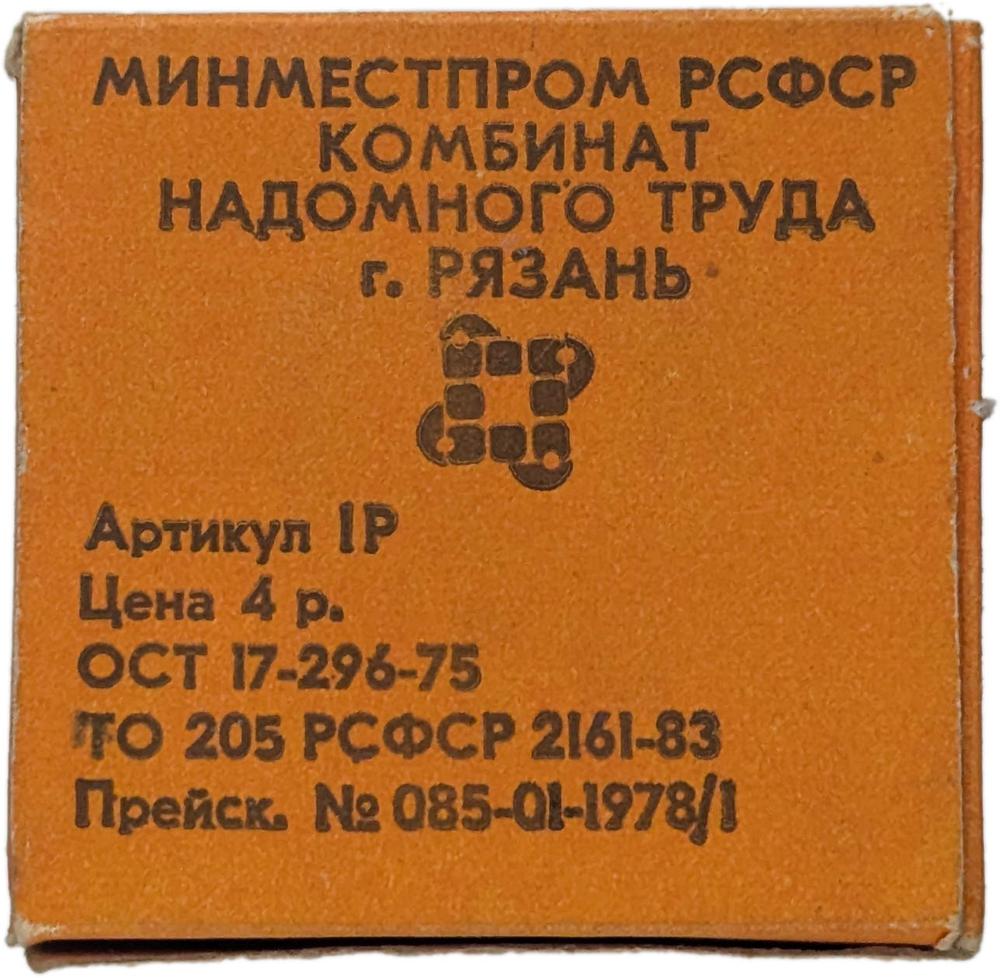 МИНМЕСТПРОМ РСФСР
КОМБИНАТ
НАДОМНОГО ТРУДА
г. РЯЗАНЬ
Артикул 1Р
Цена 4 р.
ОСТ 17-296-75
ТО 205 РСФСР 2161-83
Прейск. № 085-01-1978/1